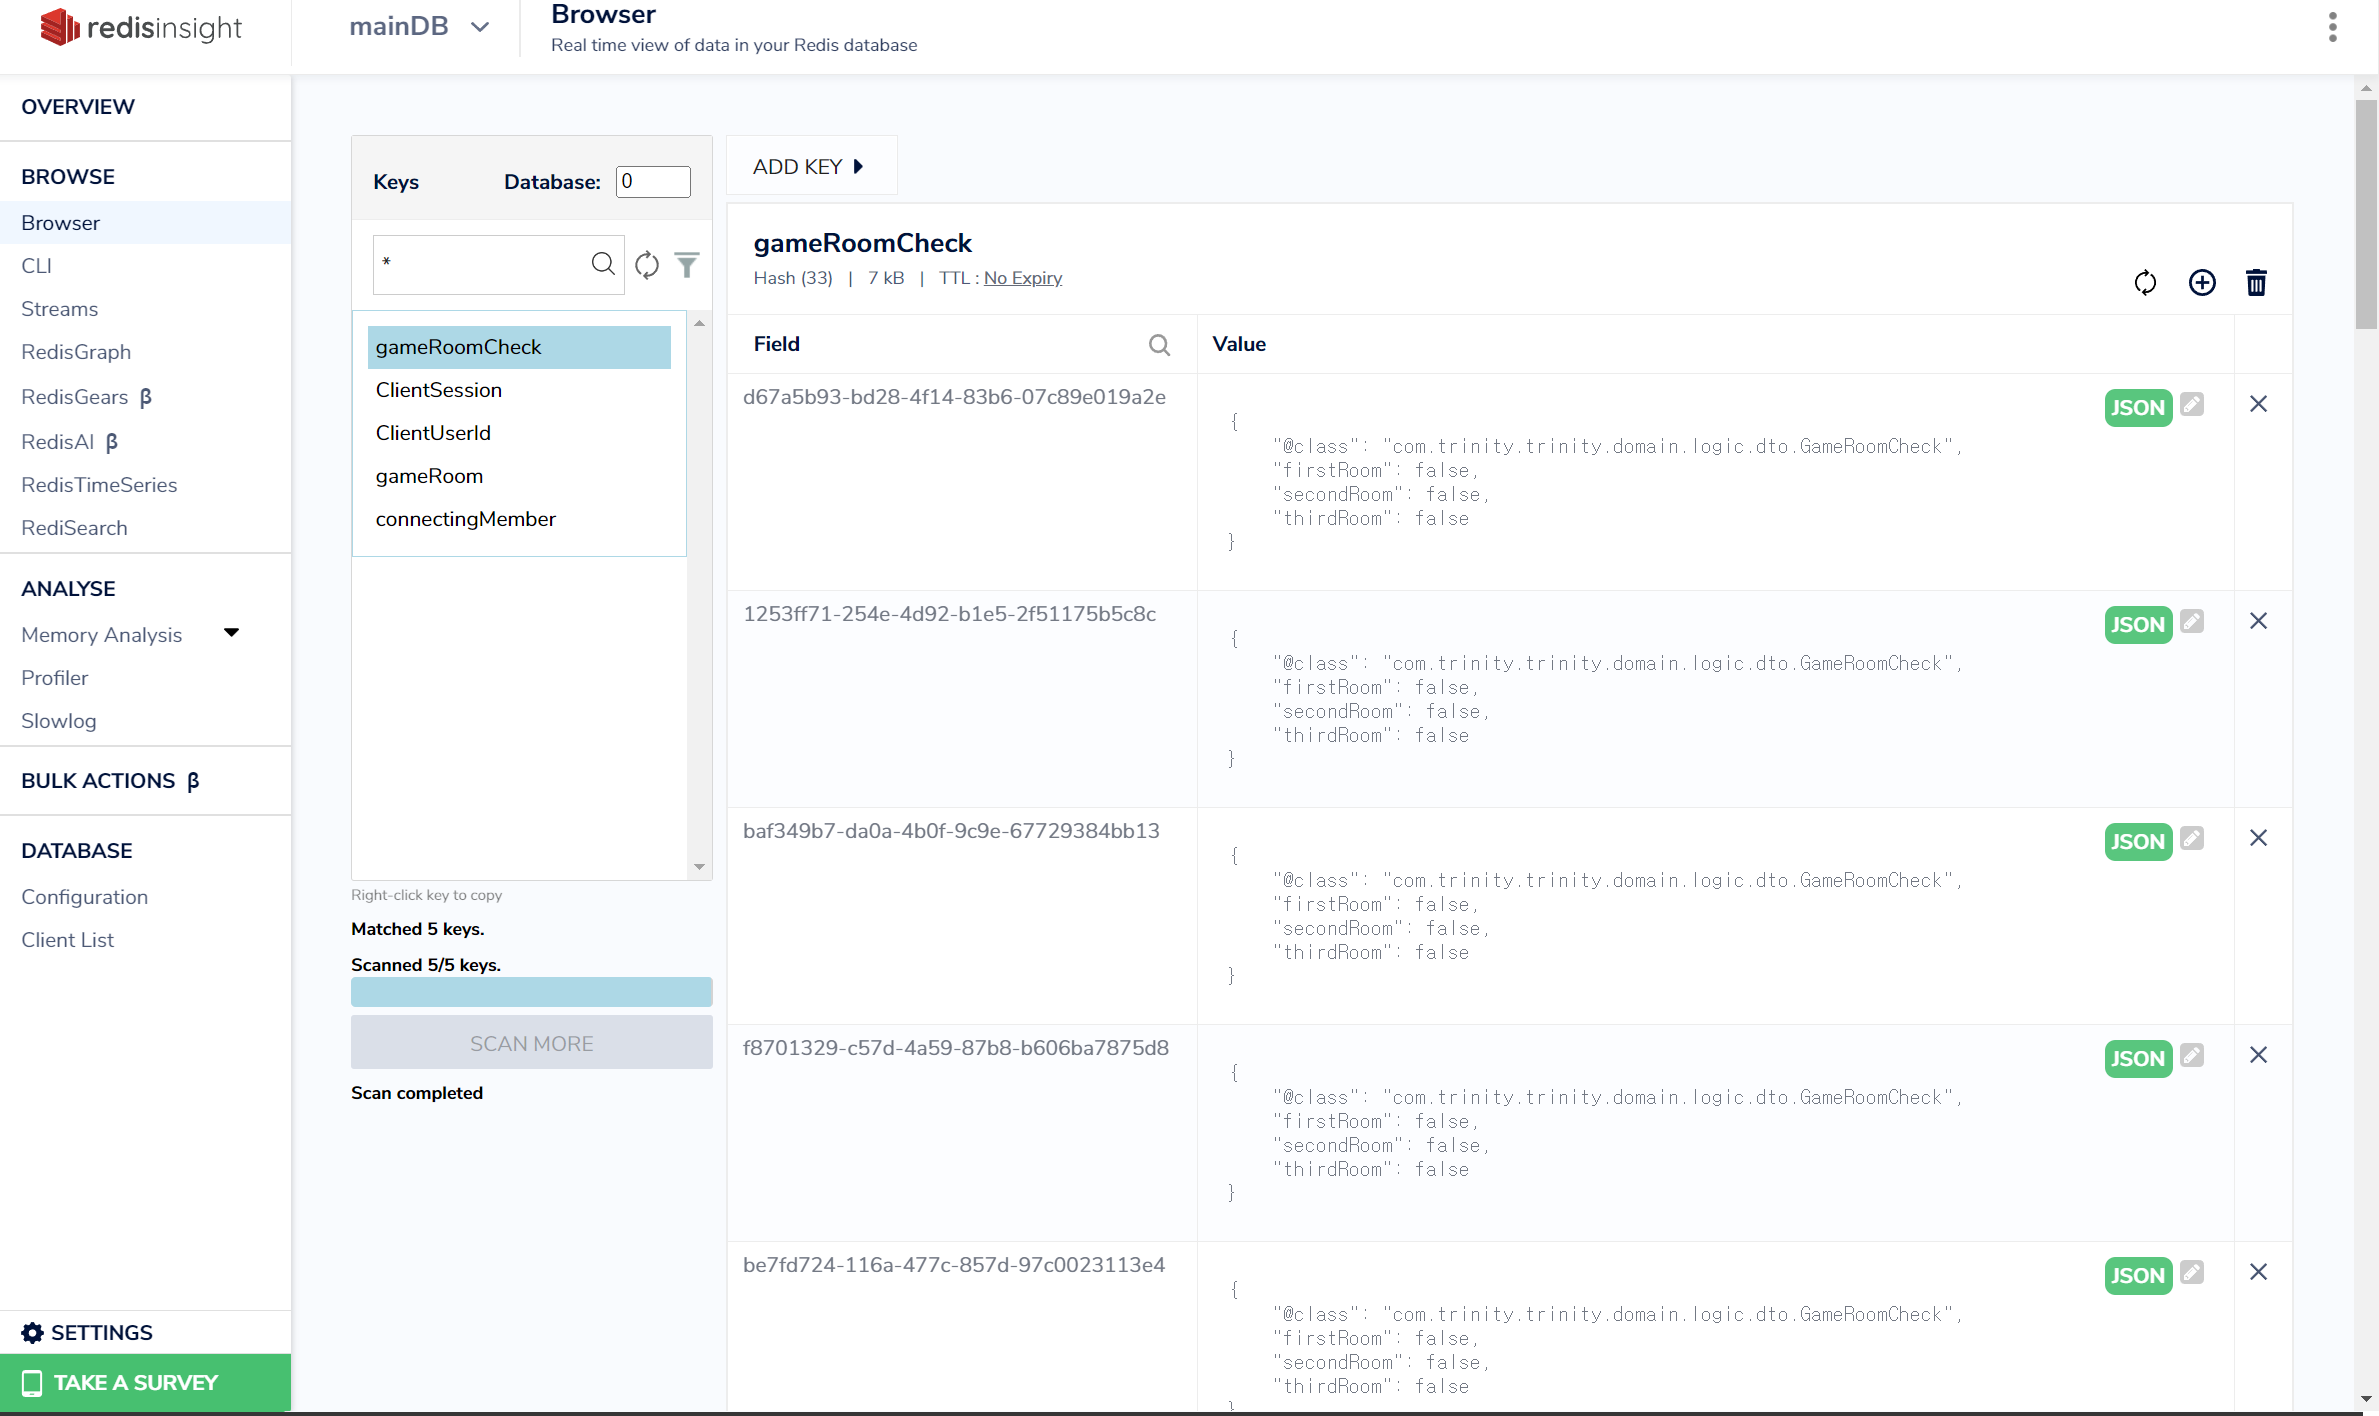 redisinsight
mainDB
Browser
Real time view of data in your Redis database
OVERVIEW
BROWSE
Browser
CLI
Streams
RedisGraph
RedisGears β
RedisAI β
RedisTimeSeries
RediSearch
ANALYSE
Memory Analysis
Profiler
Slowlog
BULK ACTIONS β
DATABASE
Configuration
Client List
SETTINGS
TAKE A SURVEY
Keys Database: 0
*
gameRoomCheck
ClientSession
ClientUserId
gameRoom
connectingMember
Right-click key to copy
Matched 5 keys.
Scanned 5/5 keys.
SCAN MORE
Scan completed
ADD KEY
gameRoomCheck
Hash (33) | 7 kB | TTL : No Expiry
Field Value
d67a5b93-bd28-4f14-83b6-07c89e019a2e
JSON
{
"@class": "com.trinity.trinity.domain.logic.dto.GameRoomCheck",
"firstRoom": false,
"secondRoom": false,
"thirdRoom": false
}
1253ff71-254e-4d92-b1e5-2f51175b5c8c
JSON
{
"@class": "com.trinity.trinity.domain.logic.dto.GameRoomCheck",
"firstRoom": false,
"secondRoom": false,
"thirdRoom": false
}
baf349b7-da0a-4b0f-9c9e-67729384bb13
JSON
{
"@class": "com.trinity.trinity.domain.logic.dto.GameRoomCheck",
"firstRoom": false,
"secondRoom": false,
"thirdRoom": false
}
f8701329-c57d-4a59-87b8-b606ba7875d8
JSON
{
"@class": "com.trinity.trinity.domain.logic.dto.GameRoomCheck",
"firstRoom": false,
"secondRoom": false,
"thirdRoom": false
}
be7fd724-116a-477c-857d-97c0023113e4
JSON
{
"@class": "com.trinity.trinity.domain.logic.dto.GameRoomCheck",
"firstRoom": false,
"secondRoom": false,
"thirdRoom": false
}